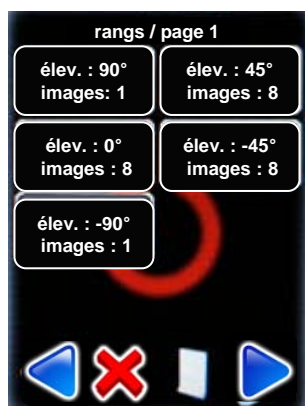 rangs / page 1
élev. : 90°
images: 1
élev. : 45°
images : 8
élev. : 0°
images : 8
élev. : -45°
images : 8
élev. : -90°
images : 1